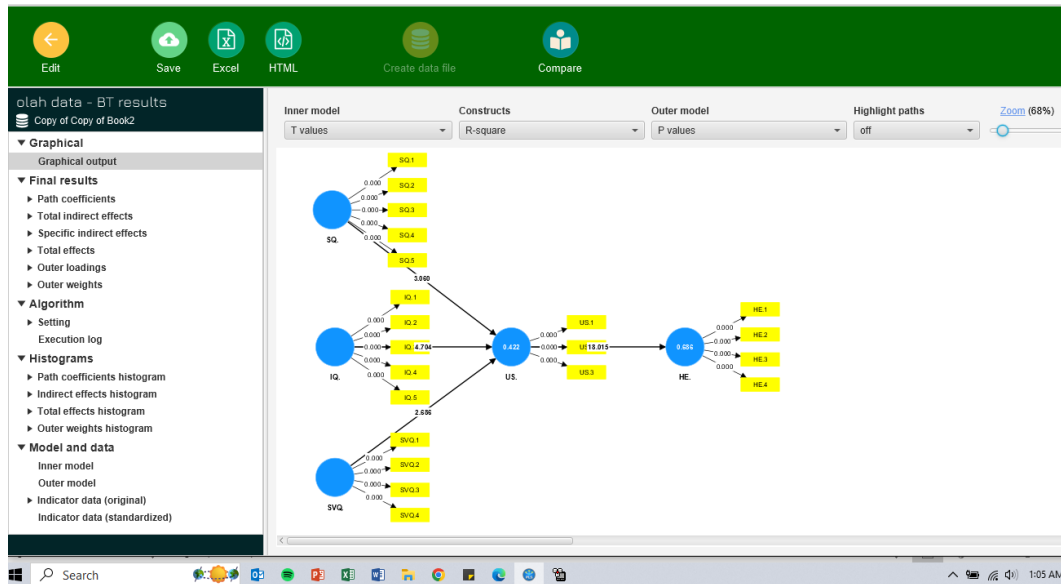 Edit
Save
Excel
HTML
Create data file
Compare
olah data - BT results
Copy of Copy of Book2
Graphical
Graphical output
Final results
Path coefficients
Total indirect effects
Specific indirect effects
Total effects
Outer loadings
Outer weights
Algorithm
Setting
Execution log
Histograms
Path coefficients histogram
Indirect effects histogram
Total effects histogram
Outer weights histogram
Model and data
Inner model
Outer model
Indicator data (original)
Indicator data (standardized)
Inner model
Constructs
Outer model
Highlight paths
Zoom (68%)
T values
R-square
P values
off
SQ.1
0.000
SQ.2
0.000
0.000
SQ.3
0.000
SQ.4
0.000
SQ.
SQ.5
3.060
IQ.1
0.000
IQ.2
0.000
0.000
IQ.
4.704
0.000
IQ.4
0.000
IQ.
IQ.5
2.686
SVQ.1
0.000
SVQ.2
0.000
0.000
SVQ.3
0.000
SVQ
SVQ.4
0.422
US.
0.000
US.1
0.000
US
18.015
0.000
US.3
0.686
HE.
HE.1
0.000
HE.2
0.000
0.000
HE.3
0.000
HE.4
Search
1:05 AM